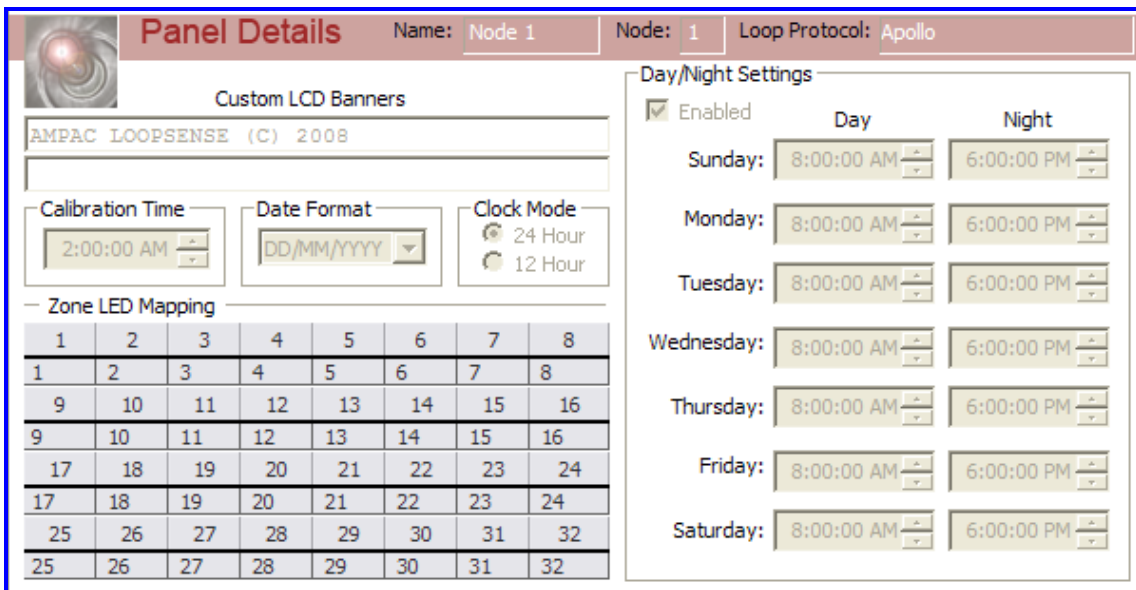 Panel Details Name: Node 1 Node: 1 Loop Protocol: Apollo
Custom LCD Banners
AMPAC LOOPSENSE (C) 2008
Calibration Time Date Format Clock Mode
2:00:00 AM DD/MM/YYYY 24 Hour
12 Hour
Zone LED Mapping
1 2 3 4 5 6 7 8
1 2 3 4 5 6 7 8
9 10 11 12 13 14 15 16
9 10 11 12 13 14 15 16
17 18 19 20 21 22 23 24
17 18 19 20 21 22 23 24
25 26 27 28 29 30 31 32
25 26 27 28 29 30 31 32
Day/Night Settings
Enabled Day Night
Sunday: 8:00:00 AM 6:00:00 PM
Monday: 8:00:00 AM 6:00:00 PM
Tuesday: 8:00:00 AM 6:00:00 PM
Wednesday: 8:00:00 AM 6:00:00 PM
Thursday: 8:00:00 AM 6:00:00 PM
Friday: 8:00:00 AM 6:00:00 PM
Saturday: 8:00:00 AM 6:00:00 PM